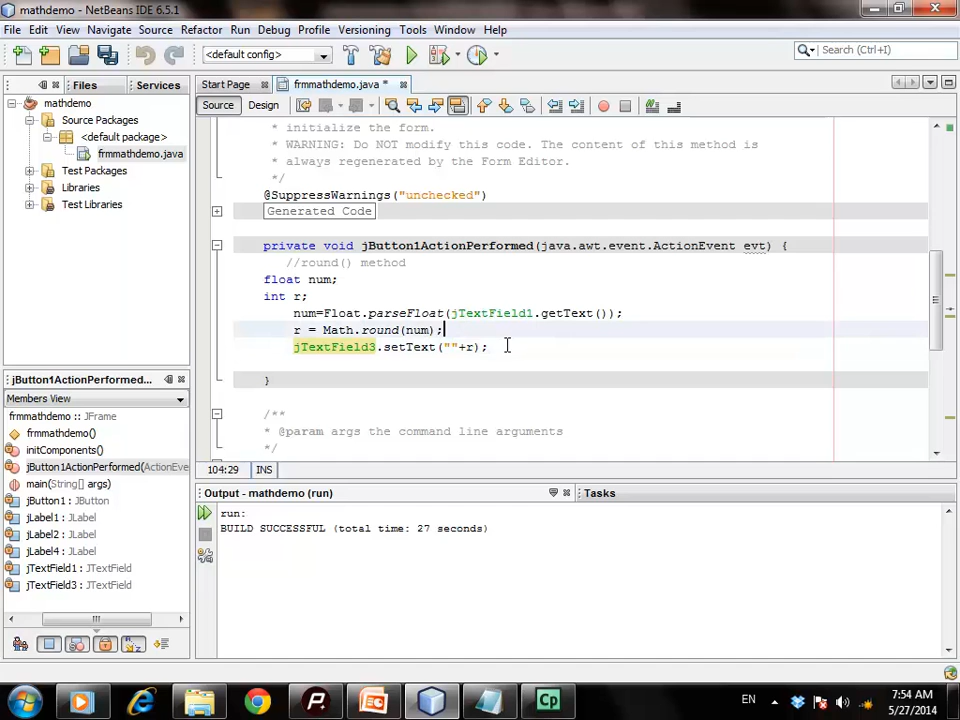 mathdemo - NetBeans IDE 6.5.1
File Edit View Navigate Source Refactor Run Debug Profile Versioning Tools Window Help
<default config>
Search (Ctrl+I)
Files Services
Start Page frmmathdemo.java *
Source Design
mathdemo
Source Packages
<default package>
frmmathdemo.java
Test Packages
Libraries
Test Libraries
* initialize the form.
* WARNING: Do NOT modify this code. The content of this method is
* always regenerated by the Form Editor.
*/
@SuppressWarnings("unchecked")
Generated Code
private void jButton1ActionPerformed(java.awt.event.ActionEvent evt) {
//round() method
float num;
int r;
num=Float.parseFloat(jTextField1.getText());
r = Math.round(num);
jTextField3.setText(""+r);
}
/**
* @param args the command line arguments
*/
104:29 INS
jButton1ActionPerformed...
Members View
frmmathdemo :: JFrame
frmmathdemo()
initComponents()
jButton1ActionPerformed(ActionEve
main(String[] args)
jButton1 : JButton
jLabel1 : JLabel
jLabel2 : JLabel
jLabel4 : JLabel
jTextField1 : JTextField
jTextField3 : JTextField
Output - mathdemo (run)
Tasks
run:
BUILD SUCCESSFUL (total time: 27 seconds)
Cp
EN
7:54 AM
5/27/2014